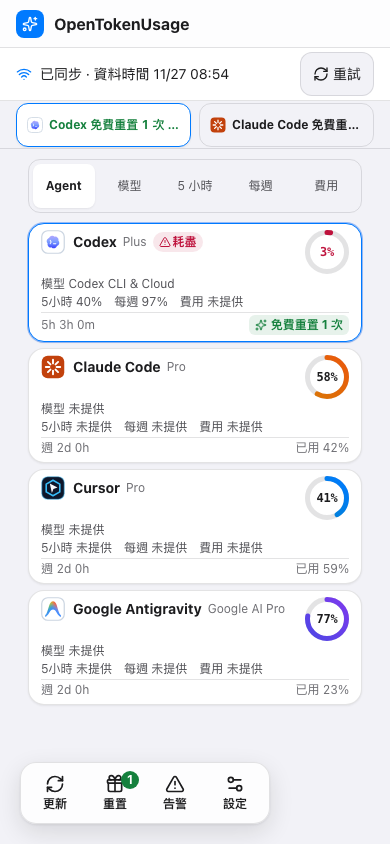 OpenTokenUsage
已同步 · 資料時間 11/27 08:54
重試
Codex 免費重置 1 次 ...
Claude Code 免費重...
Agent
模型
5 小時
每週
費用
Codex Plus 耗盡
3%
模型 Codex CLI & Cloud
5小時 40% 每週 97% 費用 未提供
5h 3h 0m
免費重置 1 次
Claude Code Pro
58%
模型 未提供
5小時 未提供 每週 未提供 費用 未提供
週 2d 0h
已用 42%
Cursor Pro
41%
模型 未提供
5小時 未提供 每週 未提供 費用 未提供
週 2d 0h
已用 59%
Google Antigravity Google AI Pro
77%
模型 未提供
5小時 未提供 每週 未提供 費用 未提供
週 2d 0h
已用 23%
1
更新
重置
告警
設定